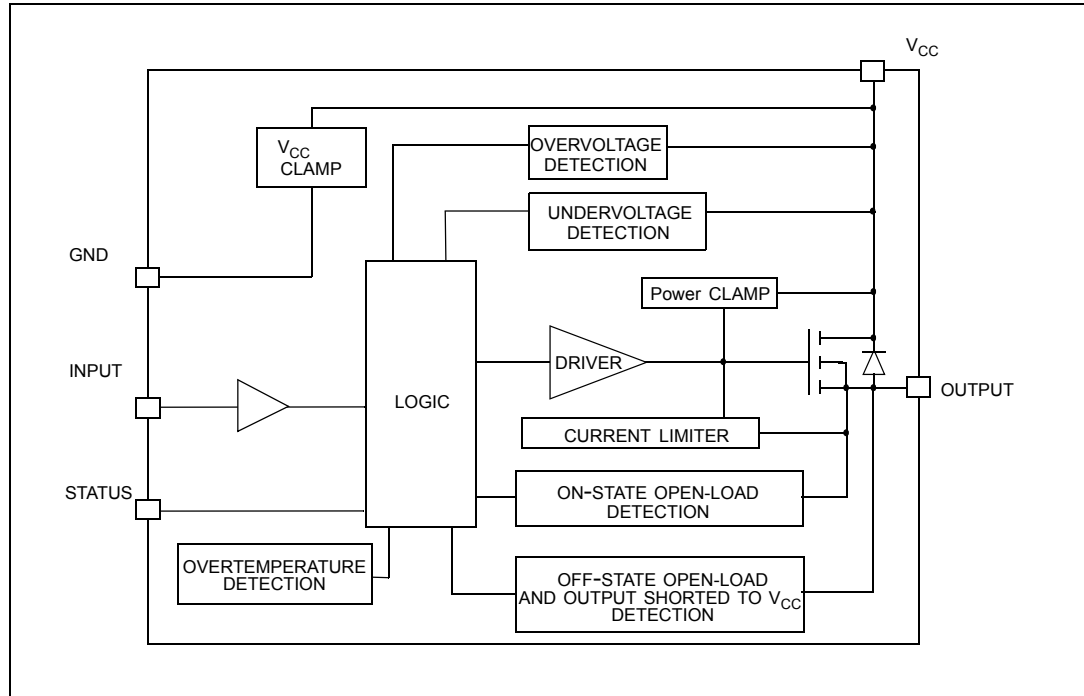 VCC
VCC
CLAMP
OVERVOLTAGE
DETECTION
UNDERVOLTAGE
DETECTION
GND
Power CLAMP
DRIVER
INPUT
LOGIC
OUTPUT
CURRENT LIMITER
STATUS
ON-STATE OPEN-LOAD
DETECTION
OVERTEMPERATURE
DETECTION
OFF-STATE OPEN-LOAD
AND OUTPUT SHORTED TO VCC
DETECTION